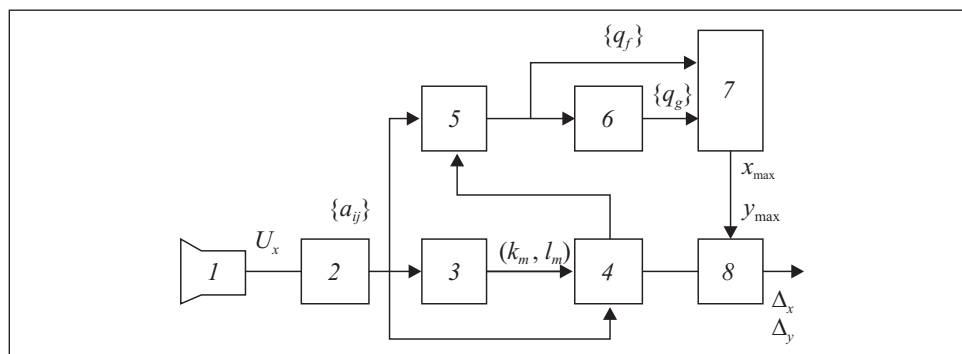 {q_f}
{q_g}
7
5
6
x_max
y_max
{a_ij}
U_x
(k_m, l_m)
1
2
3
4
8
Δ_x
Δ_y